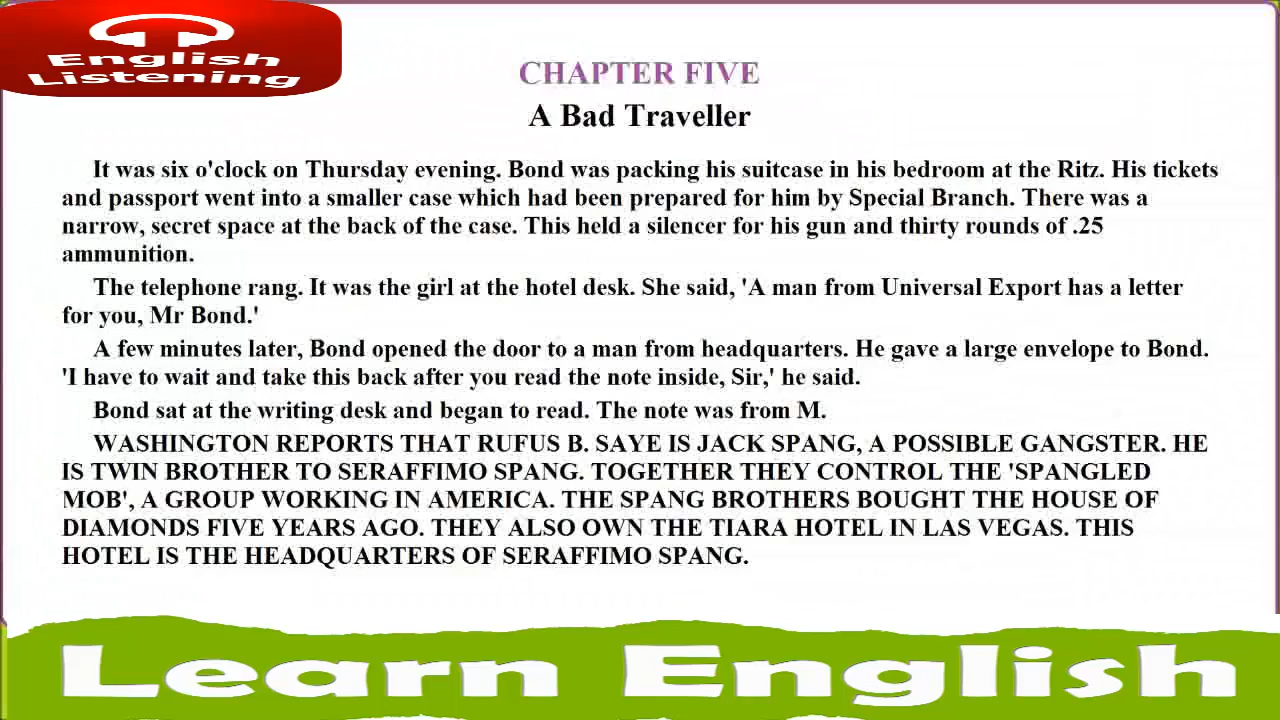 English
Listening
CHAPTER FIVE
A Bad Traveller
It was six o'clock on Thursday evening. Bond was packing his suitcase in his bedroom at the Ritz. His tickets
and passport went into a smaller case which had been prepared for him by Special Branch. There was a
narrow, secret space at the back of the case. This held a silencer for his gun and thirty rounds of .25
ammunition.
The telephone rang. It was the girl at the hotel desk. She said, 'A man from Universal Export has a letter
for you, Mr Bond.'
A few minutes later, Bond opened the door to a man from headquarters. He gave a large envelope to Bond.
'I have to wait and take this back after you read the note inside, Sir,' he said.
Bond sat at the writing desk and began to read. The note was from M.
WASHINGTON REPORTS THAT RUFUS B. SAYE IS JACK SPANG, A POSSIBLE GANGSTER. HE
IS TWIN BROTHER TO SERAFFIMO SPANG. TOGETHER THEY CONTROL THE 'SPANGLED
MOB', A GROUP WORKING IN AMERICA. THE SPANG BROTHERS BOUGHT THE HOUSE OF
DIAMONDS FIVE YEARS AGO. THEY ALSO OWN THE TIARA HOTEL IN LAS VEGAS. THIS
HOTEL IS THE HEADQUARTERS OF SERAFFIMO SPANG.
Learn English